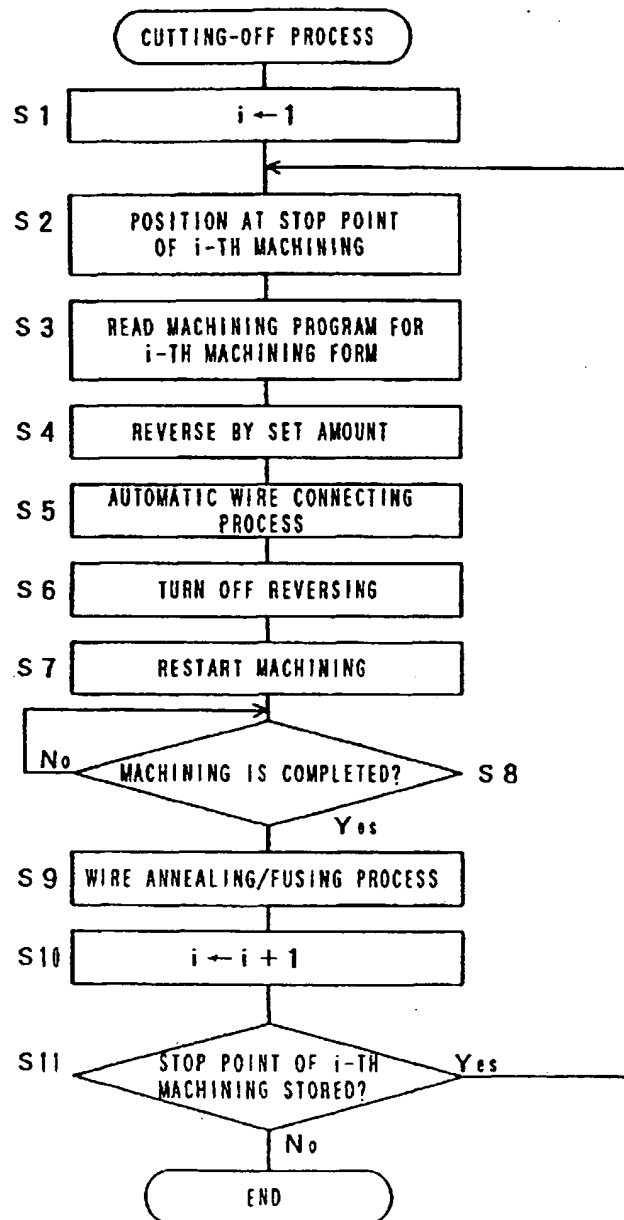 CUTTING-OFF PROCESS
S1
i ← 1
S2
POSITION AT STOP POINT
OF i-TH MACHINING
S3
READ MACHINING PROGRAM FOR
i-TH MACHINING FORM
S4
REVERSE BY SET AMOUNT
S5
AUTOMATIC WIRE CONNECTING
PROCESS
S6
TURN OFF REVERSING
S7
RESTART MACHINING
No
MACHINING IS COMPLETED?
S8
Yes
S9
WIRE ANNEALING/FUSING PROCESS
S10
i ← i + 1
S11
STOP POINT OF i-TH
MACHINING STORED?
Yes
No
END